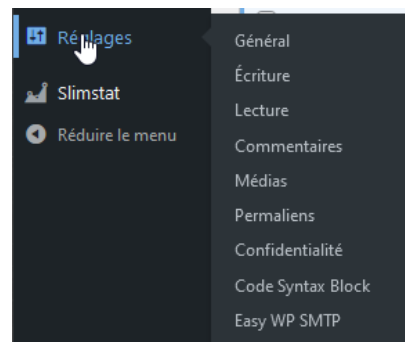 Réglages
Slimstat
Réduire le menu
Général
Écriture
Lecture
Commentaires
Médias
Permaliens
Confidentialité
Code Syntax Block
Easy WP SMTP